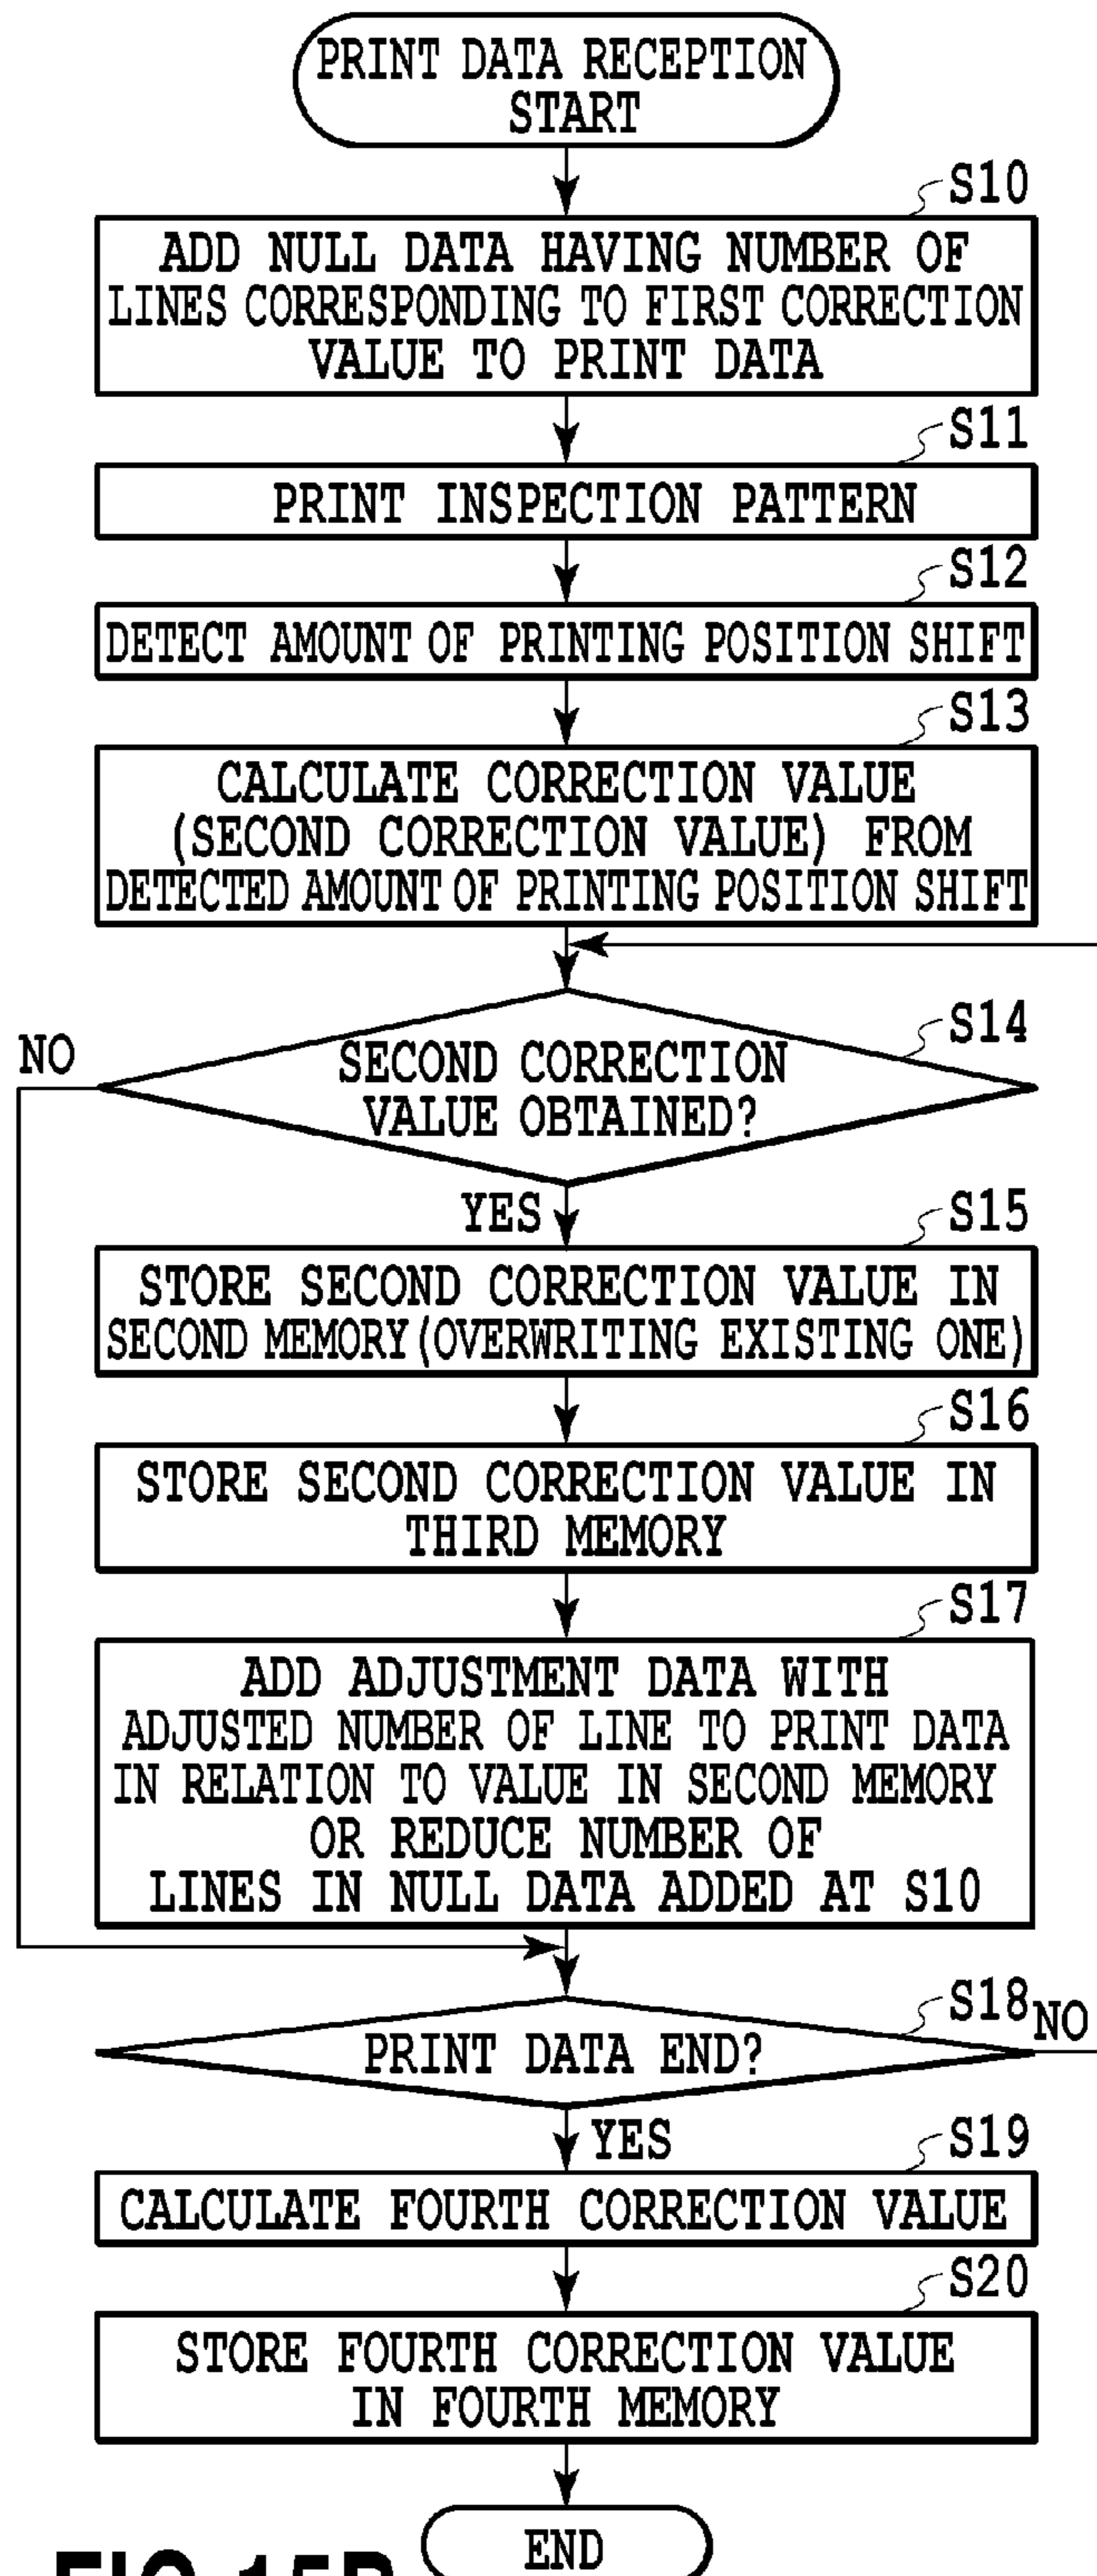 PRINT DATA RECEPTION
START
S10
ADD NULL DATA HAVING NUMBER OF
LINES CORRESPONDING TO FIRST CORRECTION
VALUE TO PRINT DATA
S11
PRINT INSPECTION PATTERN
S12
DETECT AMOUNT OF PRINTING POSITION SHIFT
S13
CALCULATE CORRECTION VALUE
(SECOND CORRECTION VALUE) FROM
DETECTED AMOUNT OF PRINTING POSITION SHIFT
S14
NO
SECOND CORRECTION
VALUE OBTAINED?
YES
S15
STORE SECOND CORRECTION VALUE IN
SECOND MEMORY(OVERWRITING EXISTING ONE)
S16
STORE SECOND CORRECTION VALUE IN
THIRD MEMORY
S17
ADD ADJUSTMENT DATA WITH
ADJUSTED NUMBER OF LINE TO PRINT DATA
IN RELATION TO VALUE IN SECOND MEMORY
OR REDUCE NUMBER OF
LINES IN NULL DATA ADDED AT S10
S18
NO
PRINT DATA END?
YES
S19
CALCULATE FOURTH CORRECTION VALUE
S20
STORE FOURTH CORRECTION VALUE
IN FOURTH MEMORY
END
FIG.15B